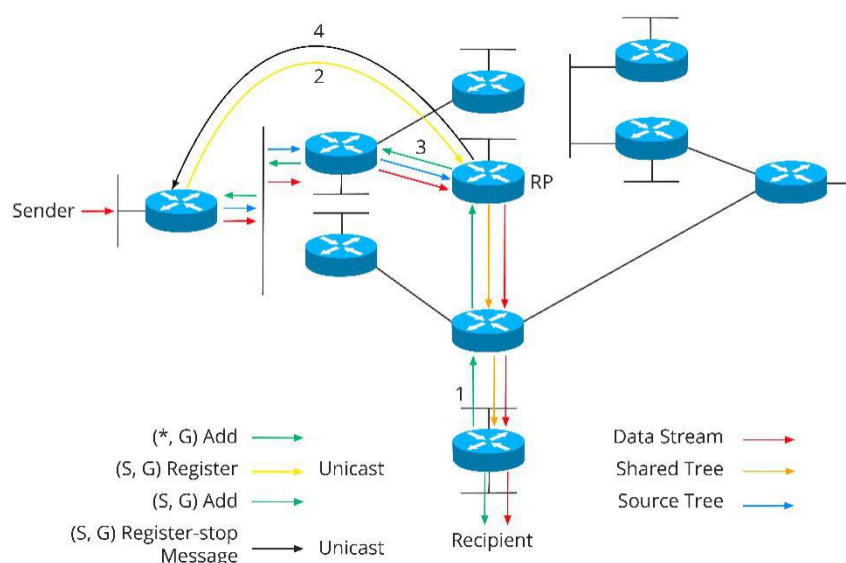 4
2
3
RP
Sender
1
(*, G) Add
(S, G) Register Unicast
(S, G) Add
(S, G) Register-stop
Message Unicast
Data Stream
Shared Tree
Source Tree
Recipient